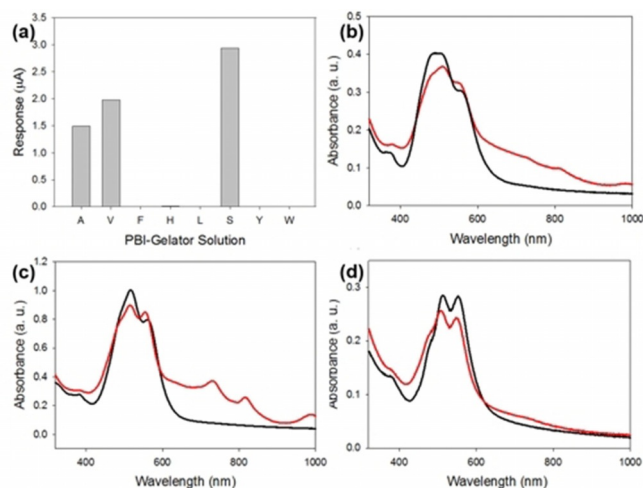 (a)
3.5
3.0
2.5
2.0
1.5
1.0
0.5
0.0
Response (µA)
A V F H L S Y W
PBI-Gelator Solution
(b)
0.5
0.4
0.3
0.2
0.1
0.0
Absorbance (a. u.)
400 600 800 1000
Wavelength (nm)
(c)
1.2
1.0
0.8
0.6
0.4
0.2
0.0
Absorbance (a. u.)
400 600 800 1000
Wavelength (nm)
(d)
0.3
0.2
0.1
0.0
Absorbance (a. u.)
400 600 800 1000
Wavelength (nm)